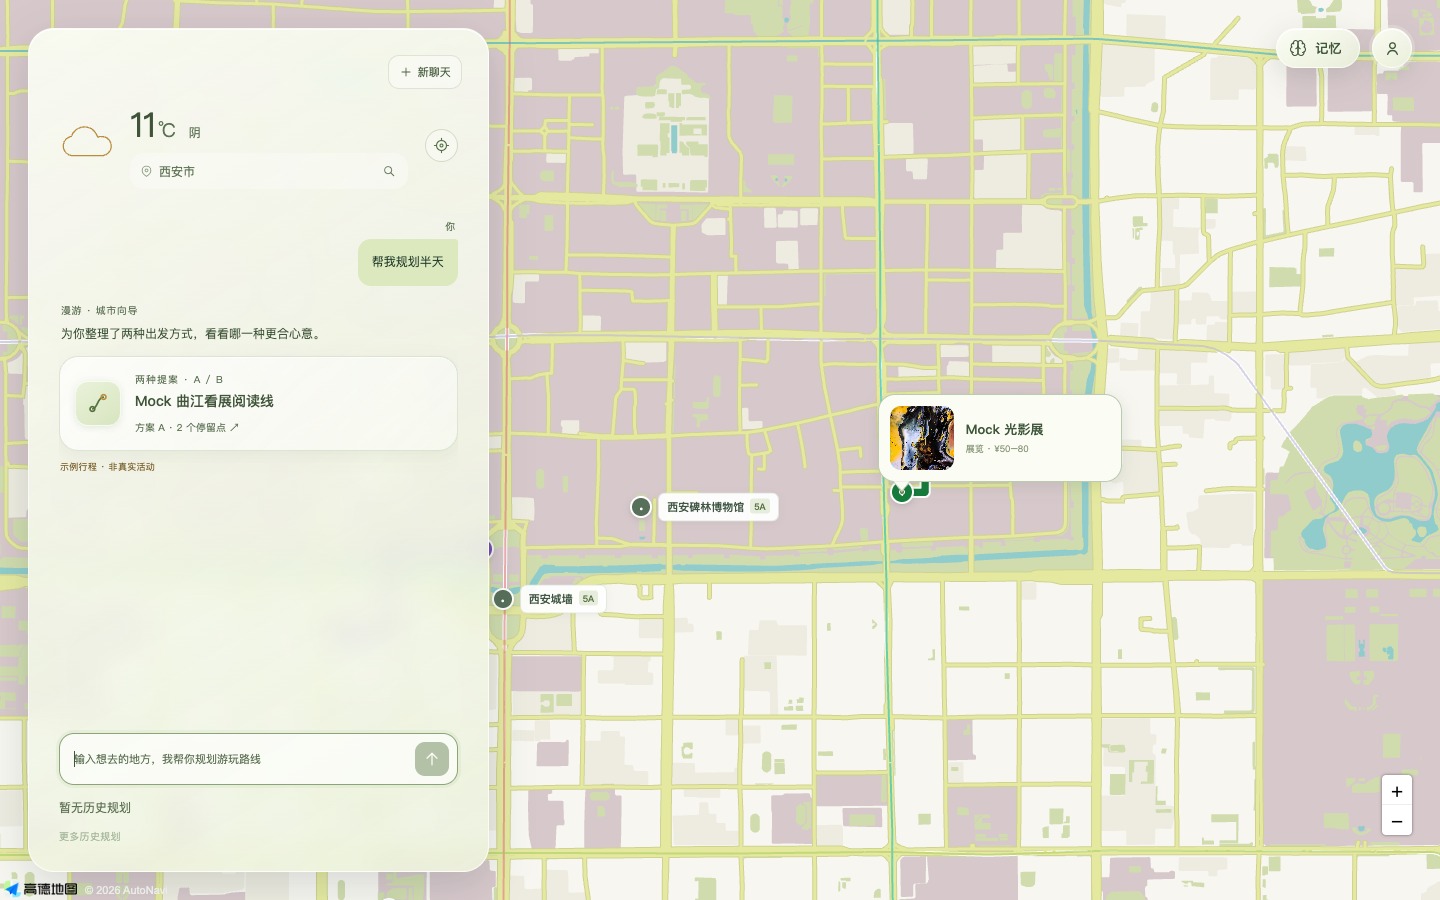 新聊天
11℃ 阴
西安市
你
帮我规划半天
漫游 · 城市向导
为你整理了两种出发方式，看看哪一种更合心意。
两种提案 · A / B
Mock 曲江看展阅读线
方案 A · 2 个停留点 ↗
示例行程 · 非真实活动
输入想去的地方，我帮你规划游玩路线
暂无历史规划
更多历史规划
高德地图 © 2026 AutoNavi
记忆
Mock 光影展
展览 · ¥50—80
西安碑林博物馆 5A
西安城墙 5A
+
−